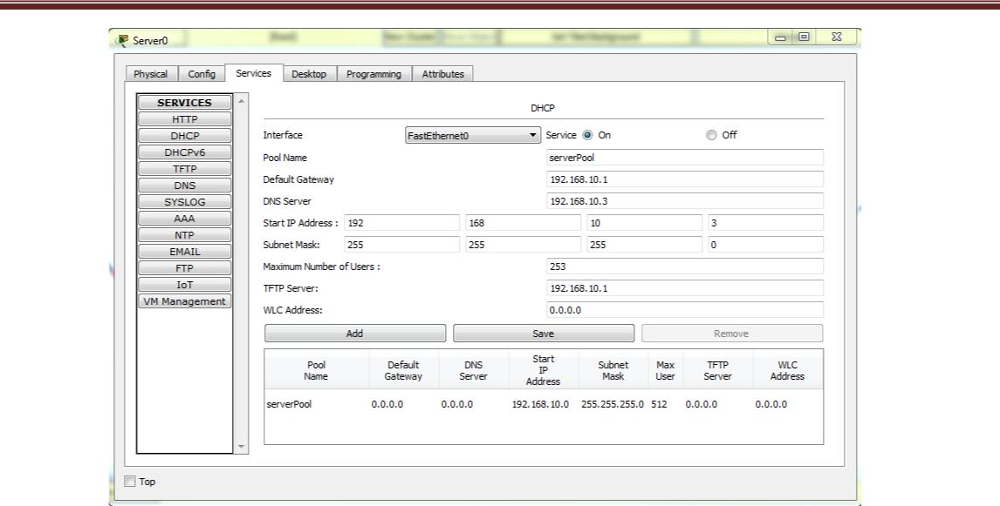 Server0
Physical Config Services Desktop Programming Attributes
SERVICES
HTTP
DHCP
DHCPv6
TFTP
DNS
SYSLOG
AAA
NTP
EMAIL
FTP
IoT
VM Management
DHCP
Interface FastEthernet0 Service On Off
Pool Name serverPool
Default Gateway 192.168.10.1
DNS Server 192.168.10.3
Start IP Address : 192 168 10 3
Subnet Mask: 255 255 255 0
Maximum Number of Users : 253
TFTP Server: 192.168.10.1
WLC Address: 0.0.0.0
Add Save Remove
Pool Name Default Gateway DNS Server Start IP Address Subnet Mask Max User TFTP Server WLC Address
serverPool 0.0.0.0 0.0.0.0 192.168.10.0 255.255.255.0 512 0.0.0.0 0.0.0.0
Top